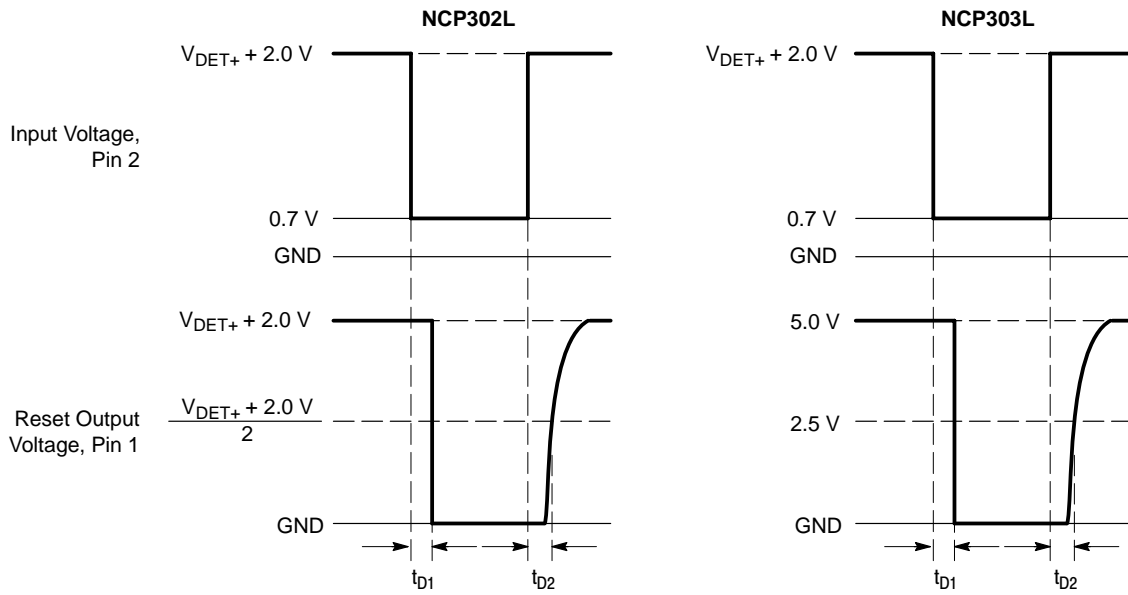 NCP302L
V_DET+ + 2.0 V
Input Voltage,
Pin 2
0.7 V
GND
V_DET+ + 2.0 V
Reset Output
Voltage, Pin 1
V_DET+ + 2.0 V
2
GND
t_D1
t_D2
NCP303L
V_DET+ + 2.0 V
0.7 V
GND
5.0 V
2.5 V
GND
t_D1
t_D2